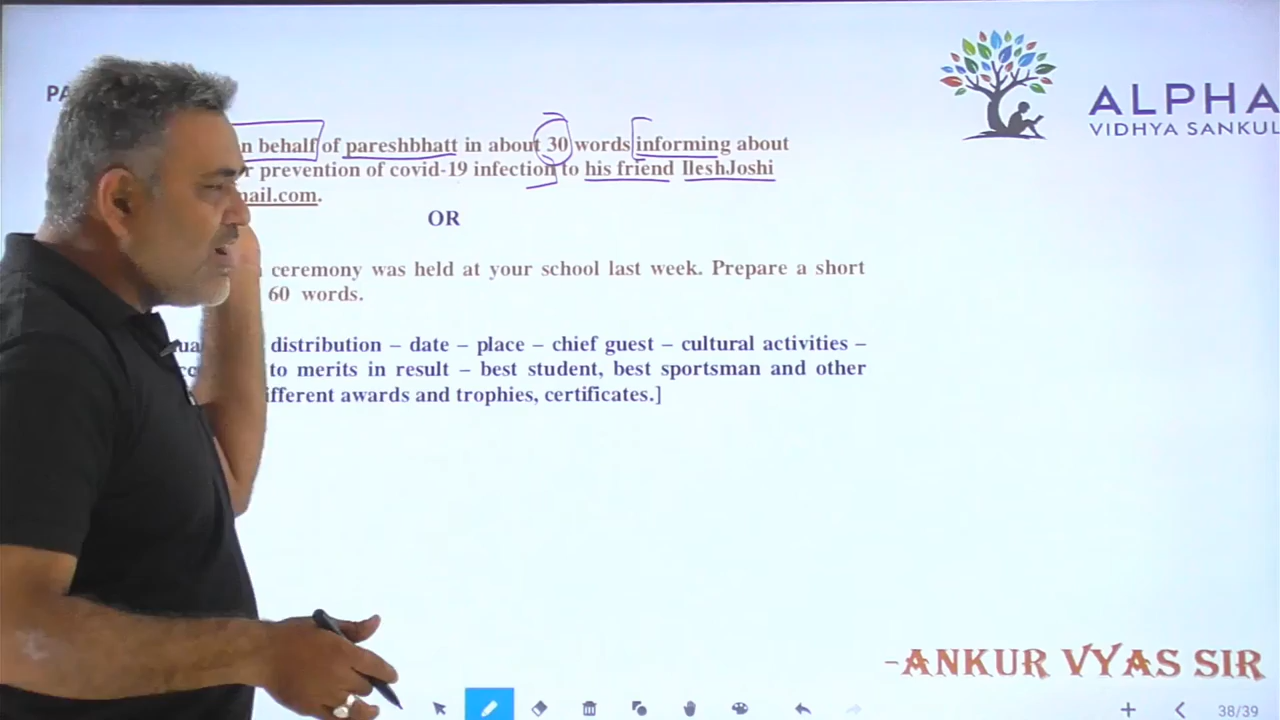 ALPHA
VIDHYA SANKUL
PA
n behalf of pareshbhatt in about 30 words informing about
r prevention of covid-19 infection to his friend IleshJoshi
ail.com.
OR
ceremony was held at your school last week. Prepare a short
60 words.
distribution – date – place – chief guest – cultural activities –
to merits in result – best student, best sportsman and other
ifferent awards and trophies, certificates.]
-ANKUR VYAS SIR
38/39